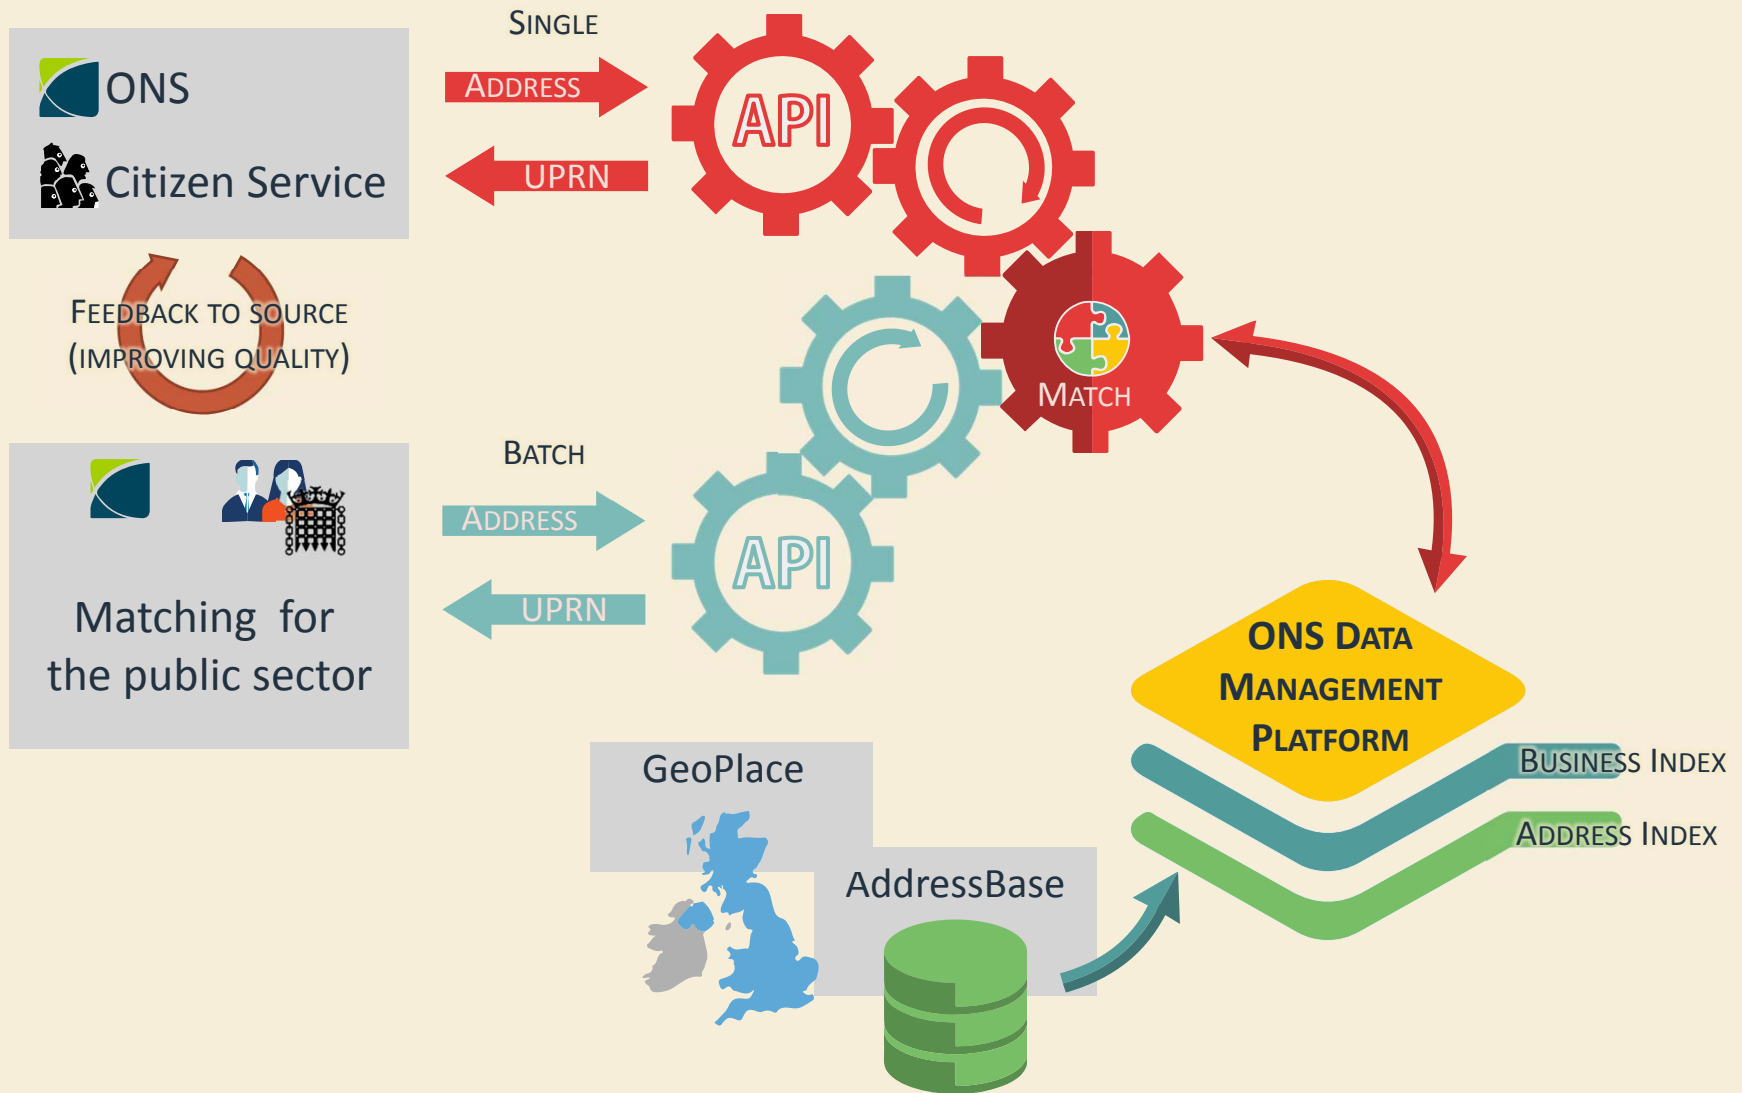 ONS
Citizen Service
SINGLE
ADDRESS
UPRN
API
FEEDBACK TO SOURCE
(IMPROVING QUALITY)
MATCH
BATCH
ADDRESS
UPRN
API
Matching for
the public sector
ONS DATA
MANAGEMENT
PLATFORM
BUSINESS INDEX
ADDRESS INDEX
GeoPlace
AddressBase